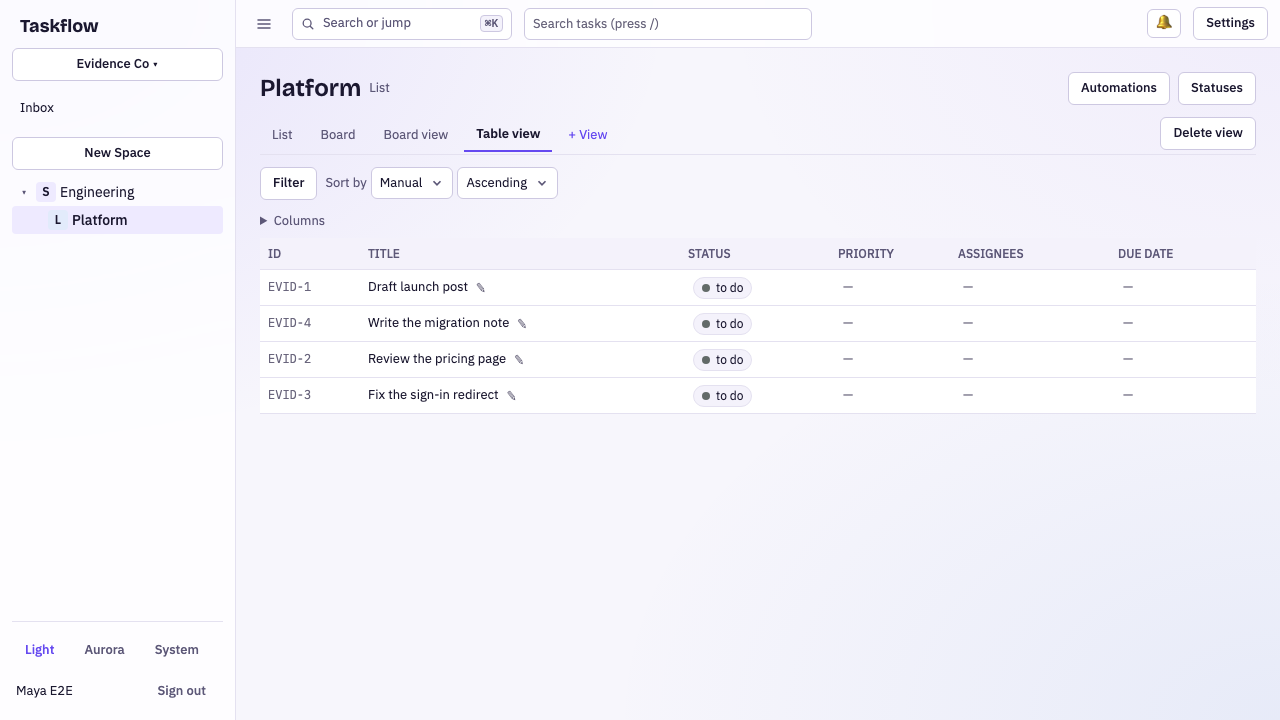 Taskflow
Evidence Co ▾
Inbox
New Space
▾ S Engineering
L Platform
Light Aurora System
Maya E2E Sign out
Search or jump ⌘K
Search tasks (press /)
Settings
Platform List
Automations Statuses
List Board Board view Table view + View
Delete view
Filter Sort by Manual Ascending
Columns
ID TITLE STATUS PRIORITY ASSIGNEES DUE DATE
EVID-1 Draft launch post to do — — —
EVID-4 Write the migration note to do — — —
EVID-2 Review the pricing page to do — — —
EVID-3 Fix the sign-in redirect to do — — —